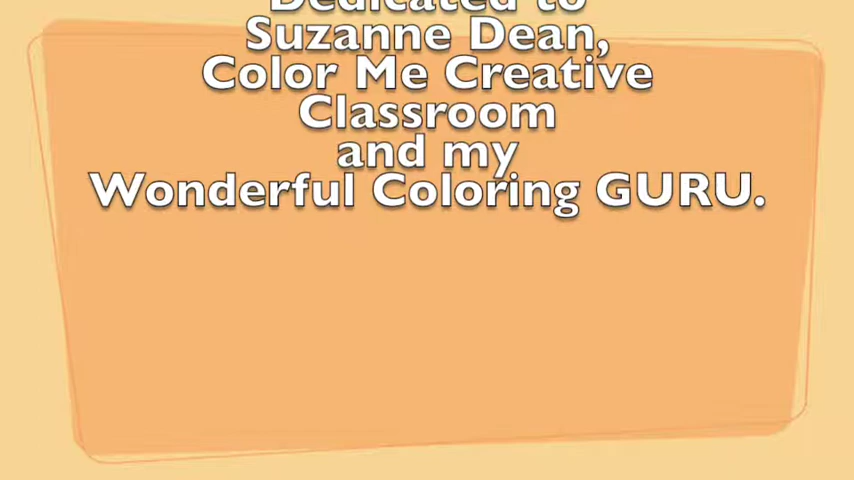 Dedicated to
Suzanne Dean,
Color Me Creative
Classroom
and my
Wonderful Coloring GURU.